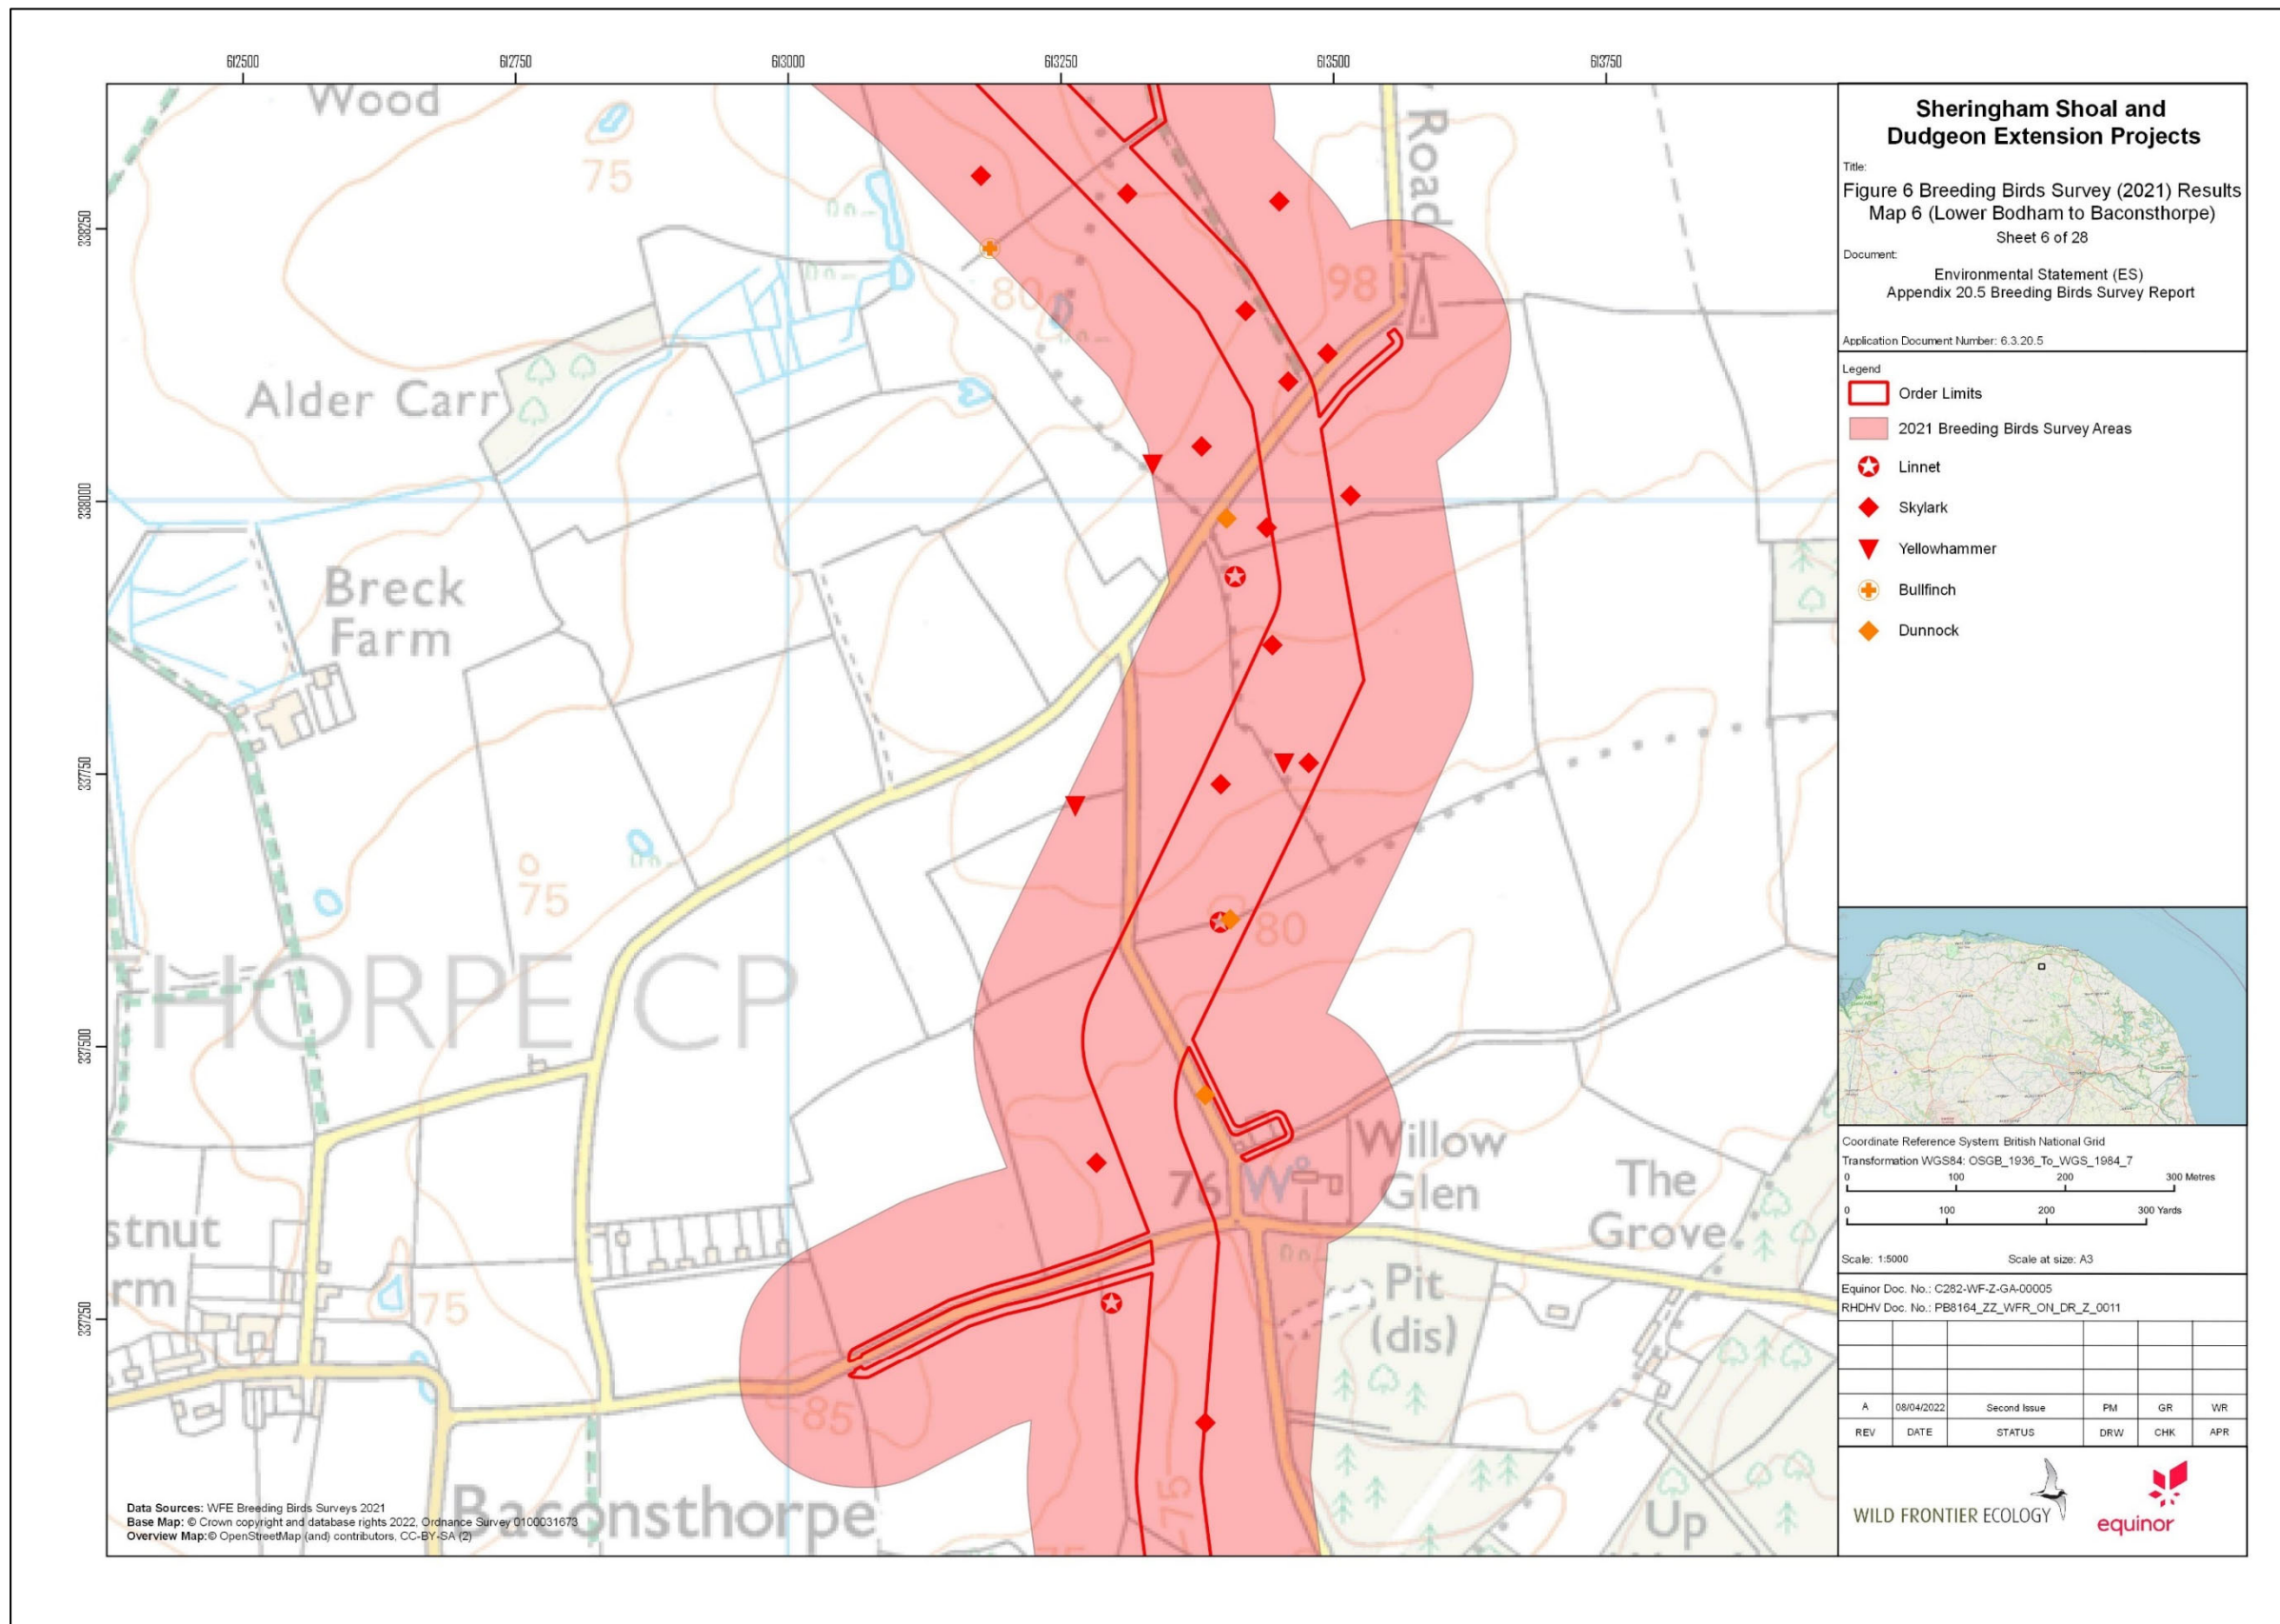 612500
612750
613000
613250
613500
613750
338250
338000
337750
337500
337250
Wood
75
Road
98
80
Alder Carr
Breck
Farm
75
THORPE CP
80
Willow
Glen
76
W
The
Grove
stnut
rm
75
Pit
(dis)
85
75
75
Baconsthorpe
Up
Data Sources: WFE Breeding Birds Surveys 2021
Base Map: © Crown copyright and database rights 2022, Ordnance Survey 0100031673
Overview Map:© OpenStreetMap (and) contributors, CC-BY-SA (2)
Sheringham Shoal and
Dudgeon Extension Projects
Title:
Figure 6 Breeding Birds Survey (2021) Results
Map 6 (Lower Bodham to Baconsthorpe)
Sheet 6 of 28
Document:
Environmental Statement (ES)
Appendix 20.5 Breeding Birds Survey Report
Application Document Number: 6.3.20.5
Legend
Order Limits
2021 Breeding Birds Survey Areas
Linnet
Skylark
Yellowhammer
Bullfinch
Dunnock
Coordinate Reference System: British National Grid
Transformation WGS84: OSGB_1936_To_WGS_1984_7
0 100 200 300 Metres
0 100 200 300 Yards
Scale: 1:5000 Scale at size: A3
Equinor Doc. No.: C282-WF-Z-GA-00005
RHDHV Doc. No.: PB8164_ZZ_WFR_ON_DR_Z_0011
A 08/04/2022 Second Issue PM GR WR
REV DATE STATUS DRW CHK APR
WILD FRONTIER ECOLOGY
equinor